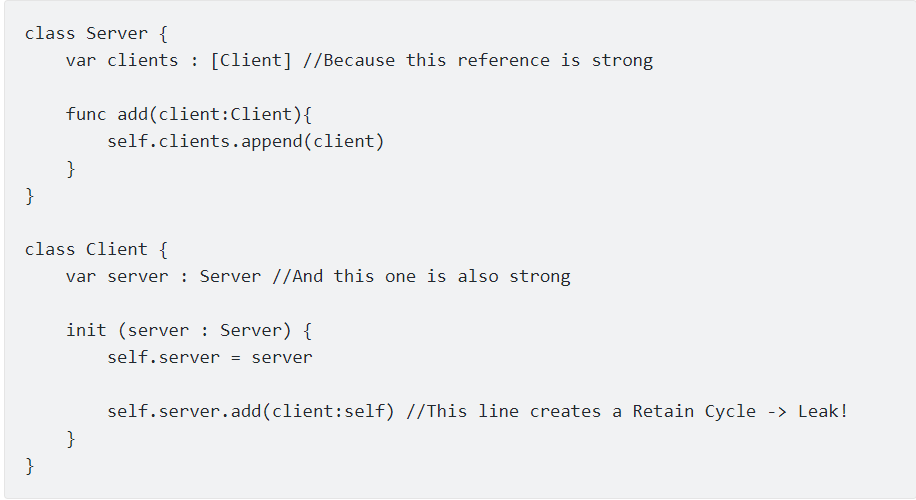 class Server {
    var clients : [Client] //Because this reference is strong

    func add(client:Client){
        self.clients.append(client)
    }
}

class Client {
    var server : Server //And this one is also strong

    init (server : Server) {
        self.server = server

        self.server.add(client:self) //This line creates a Retain Cycle -> Leak!
    }
}